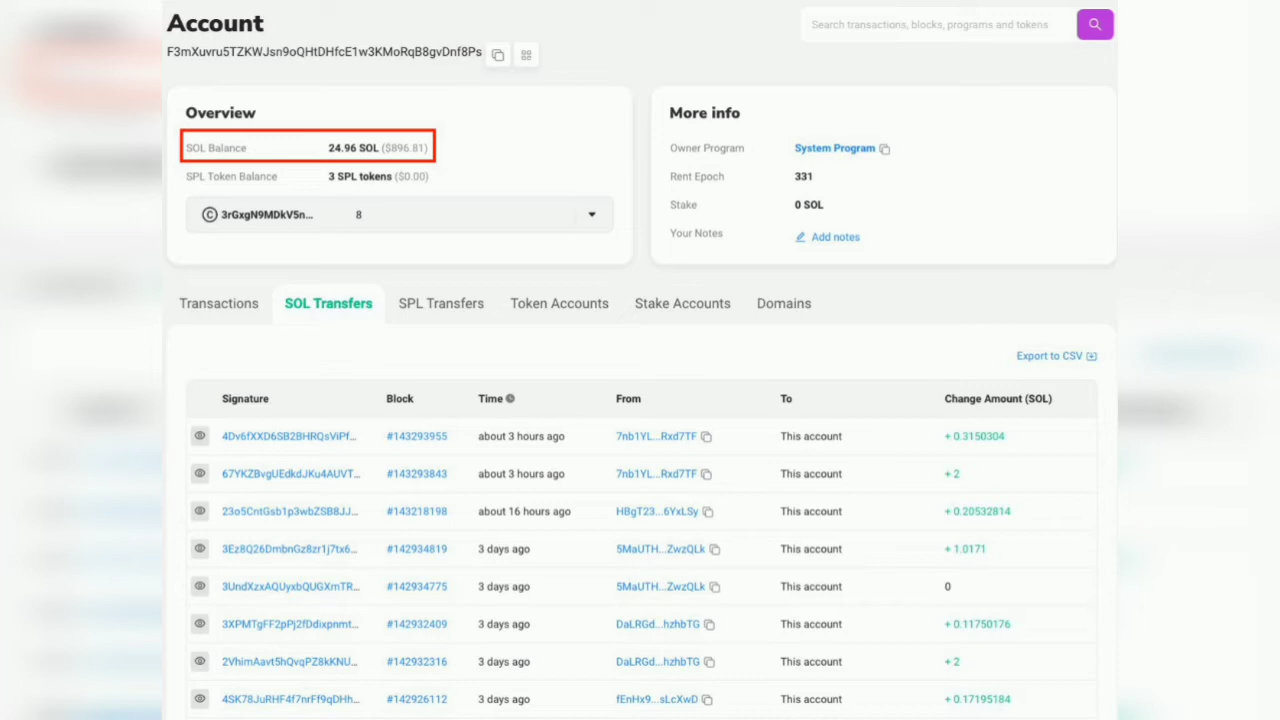 Account
Search transactions, blocks, programs and tokens
F3mXuvru5TZKWJsn9oQHtDHfcE1w3KMoRqB8gvDnf8Ps
Overview
SOL Balance 24.96 SOL ($896.81)
SPL Token Balance 3 SPL tokens ($0.00)
3rGxgN9MDkV5n... 8
More info
Owner Program System Program
Rent Epoch 331
Stake 0 SOL
Your Notes Add notes
Transactions SOL Transfers SPL Transfers Token Accounts Stake Accounts Domains
Export to CSV
Signature Block Time From To Change Amount (SOL)
4Dv6fXXD6SB2BHRQsViPf... #143293955 about 3 hours ago 7nb1YL...Rxd7TF This account + 0.3150304
67YKZBvgUEdkdJKu4AUVT... #143293843 about 3 hours ago 7nb1YL...Rxd7TF This account + 2
23o5CntGsb1p3wbZSB8JJ... #143218198 about 16 hours ago HBgT23...6YxLSy This account + 0.20532814
3Ez8Q26DmbnGz8zr1j7tx6... #142934819 3 days ago 5MaUTH...ZwzQLk This account + 1.0171
3UndXzxAQUyxbQUGXmTR... #142934775 3 days ago 5MaUTH...ZwzQLk This account 0
3XPMTgFF2pPj2fDdixpnmt... #142932409 3 days ago DaLRGd...hzhbTG This account + 0.11750176
2VhimAavt5hQvqPZ8kKNU... #142932316 3 days ago DaLRGd...hzhbTG This account + 2
4SK78JuRHF4f7nrFf9qDHh... #142926112 3 days ago fEnHx9...sLcXwD This account + 0.17195184